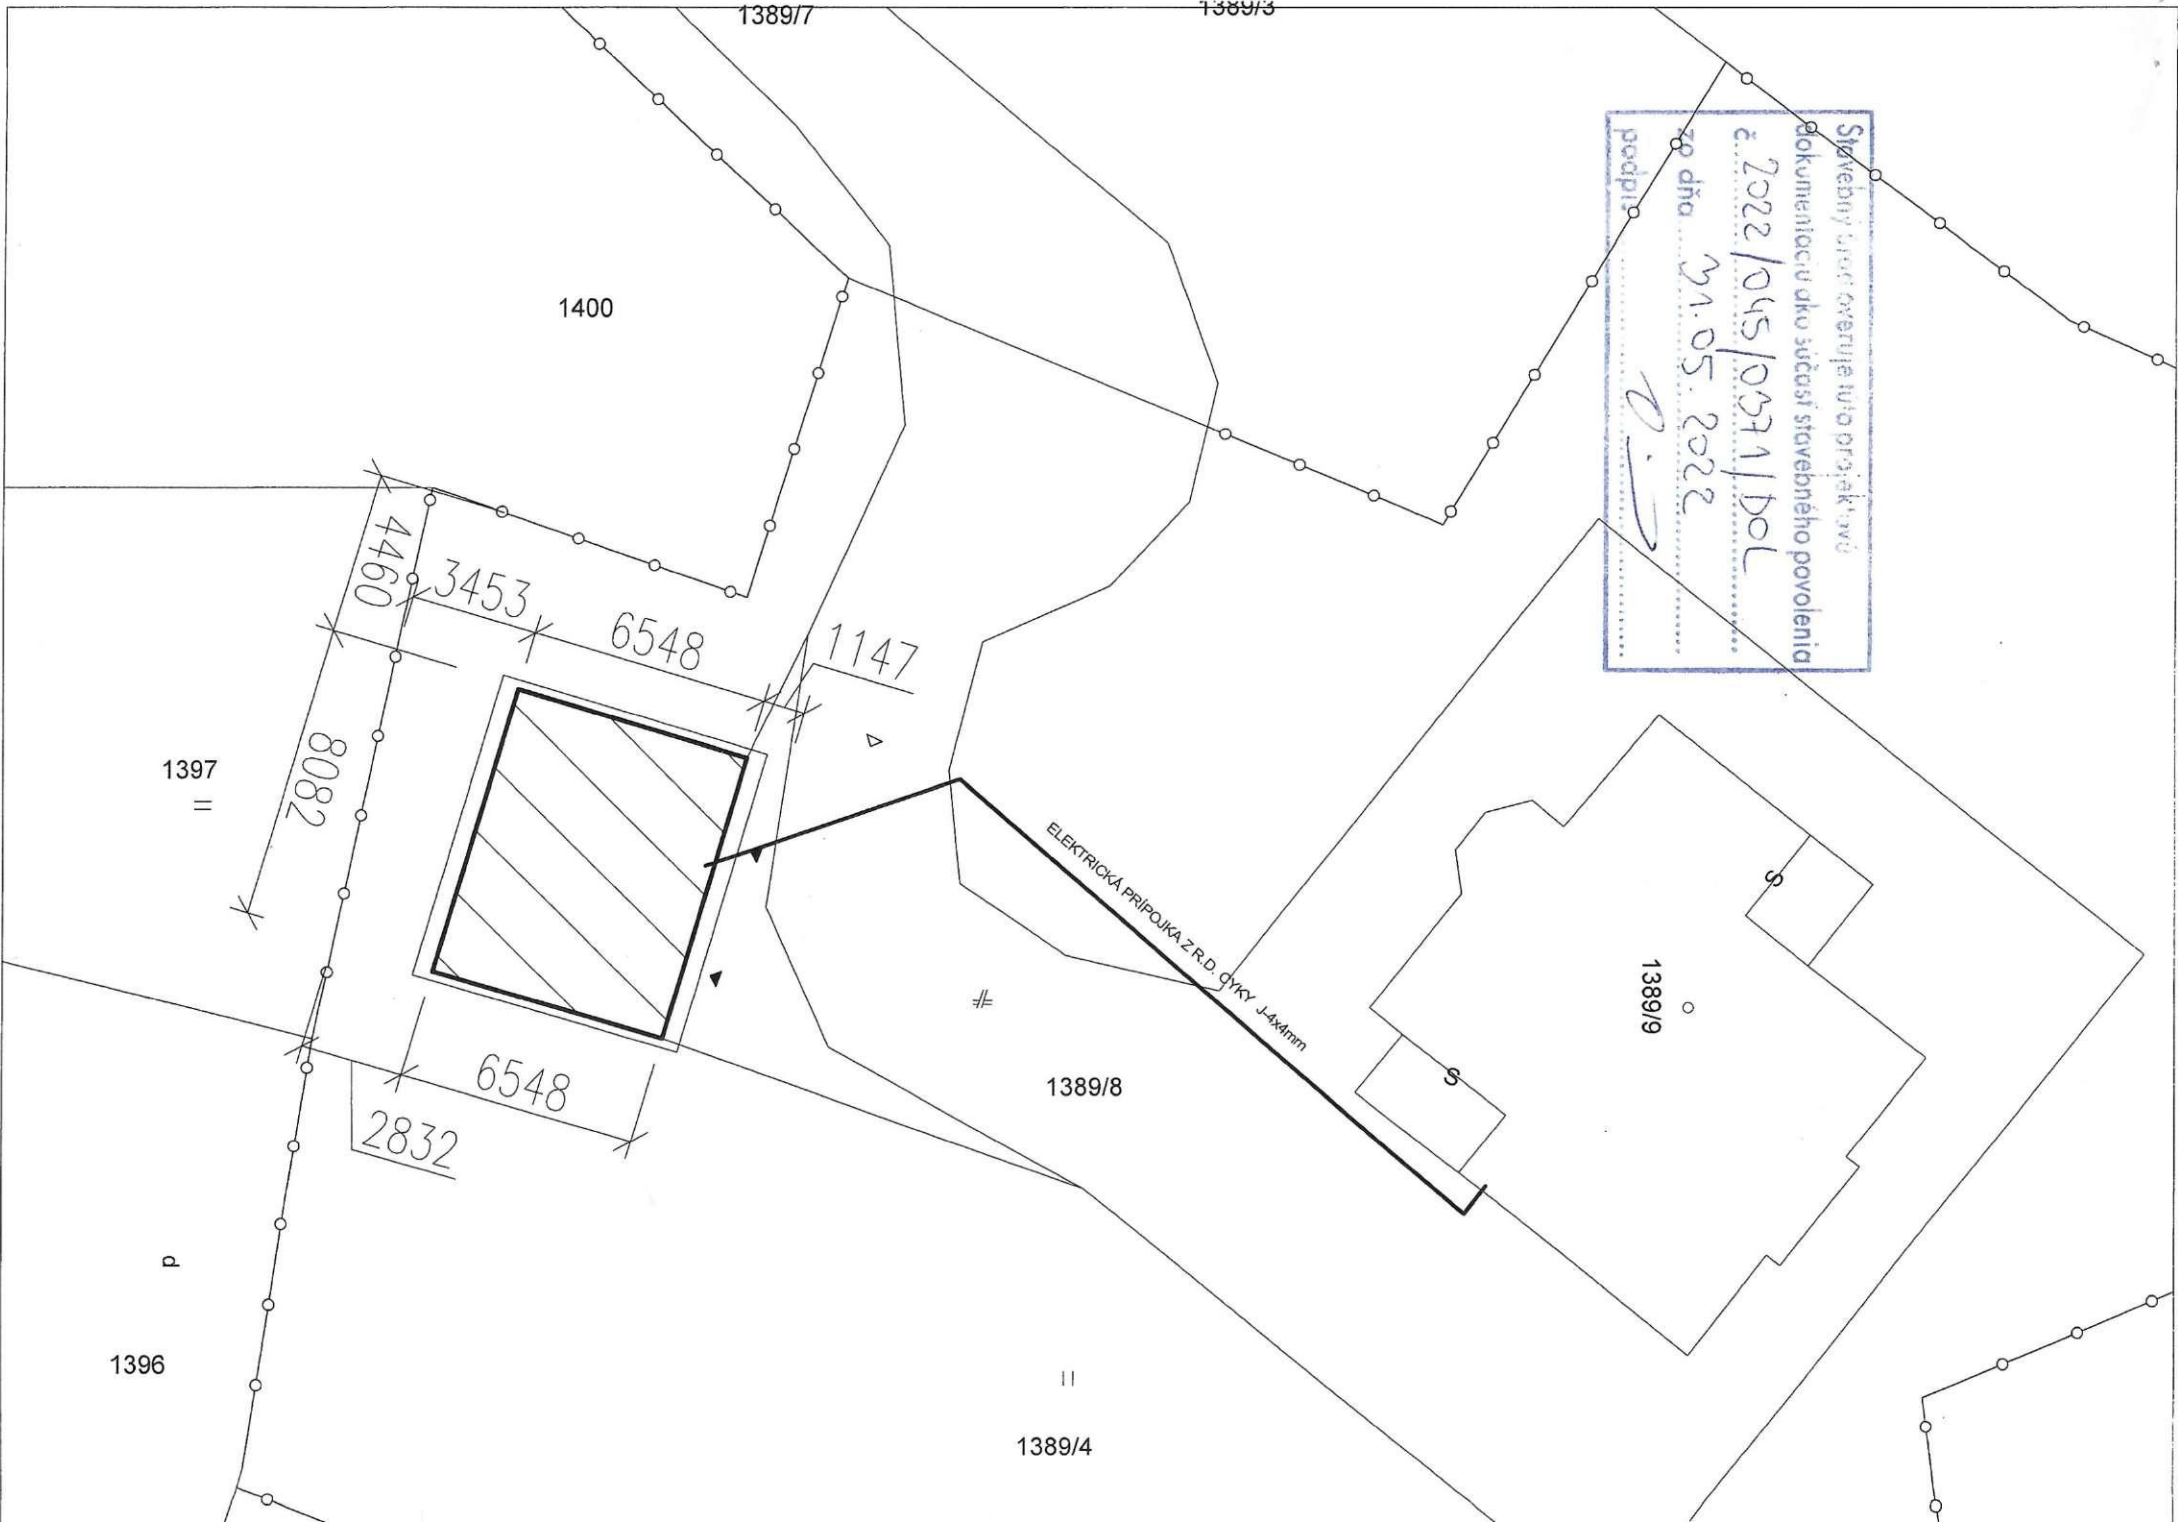 1389/7
1389/3
Stavebný úrad overuje túto projektovú
dokumentáciu ako súčasť stavebného povolenia
č. 2022/045/0371/DOL
zo dňa 31.05.2022
podpis
1400
4460
3453
6548
1147
8082
1397
ELEKTRICKÁ PRÍPOJKA Z R.D. CYKY J-4x4mm
S
1389/9
S
1389/8
6548
2832
p
1396
1389/4